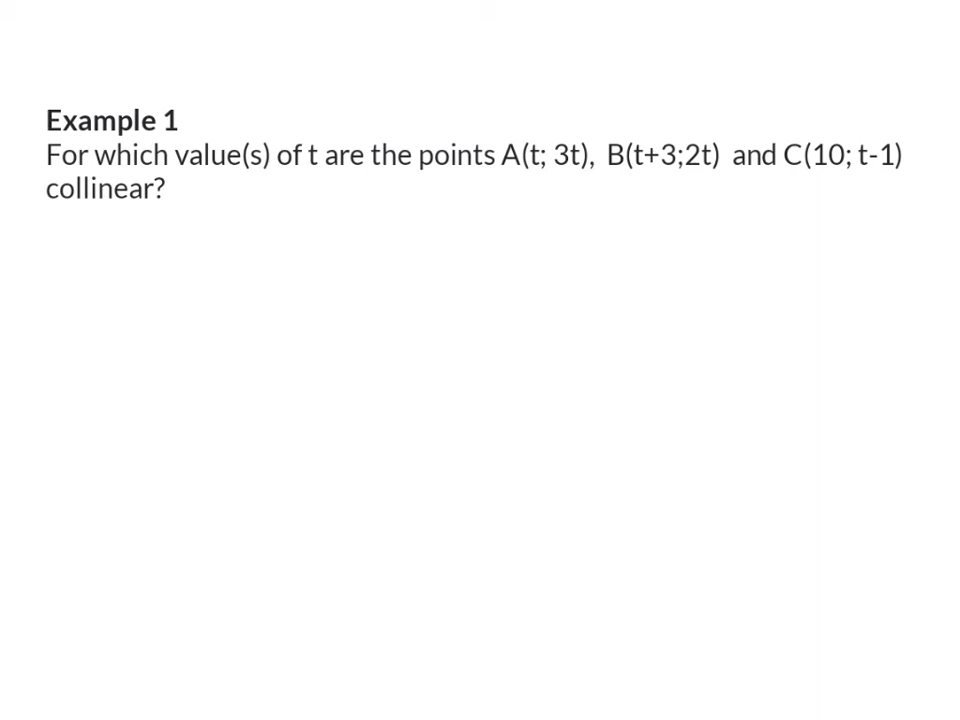 Example 1
For which value(s) of t are the points A(t; 3t), B(t+3;2t) and C(10; t-1)
collinear?